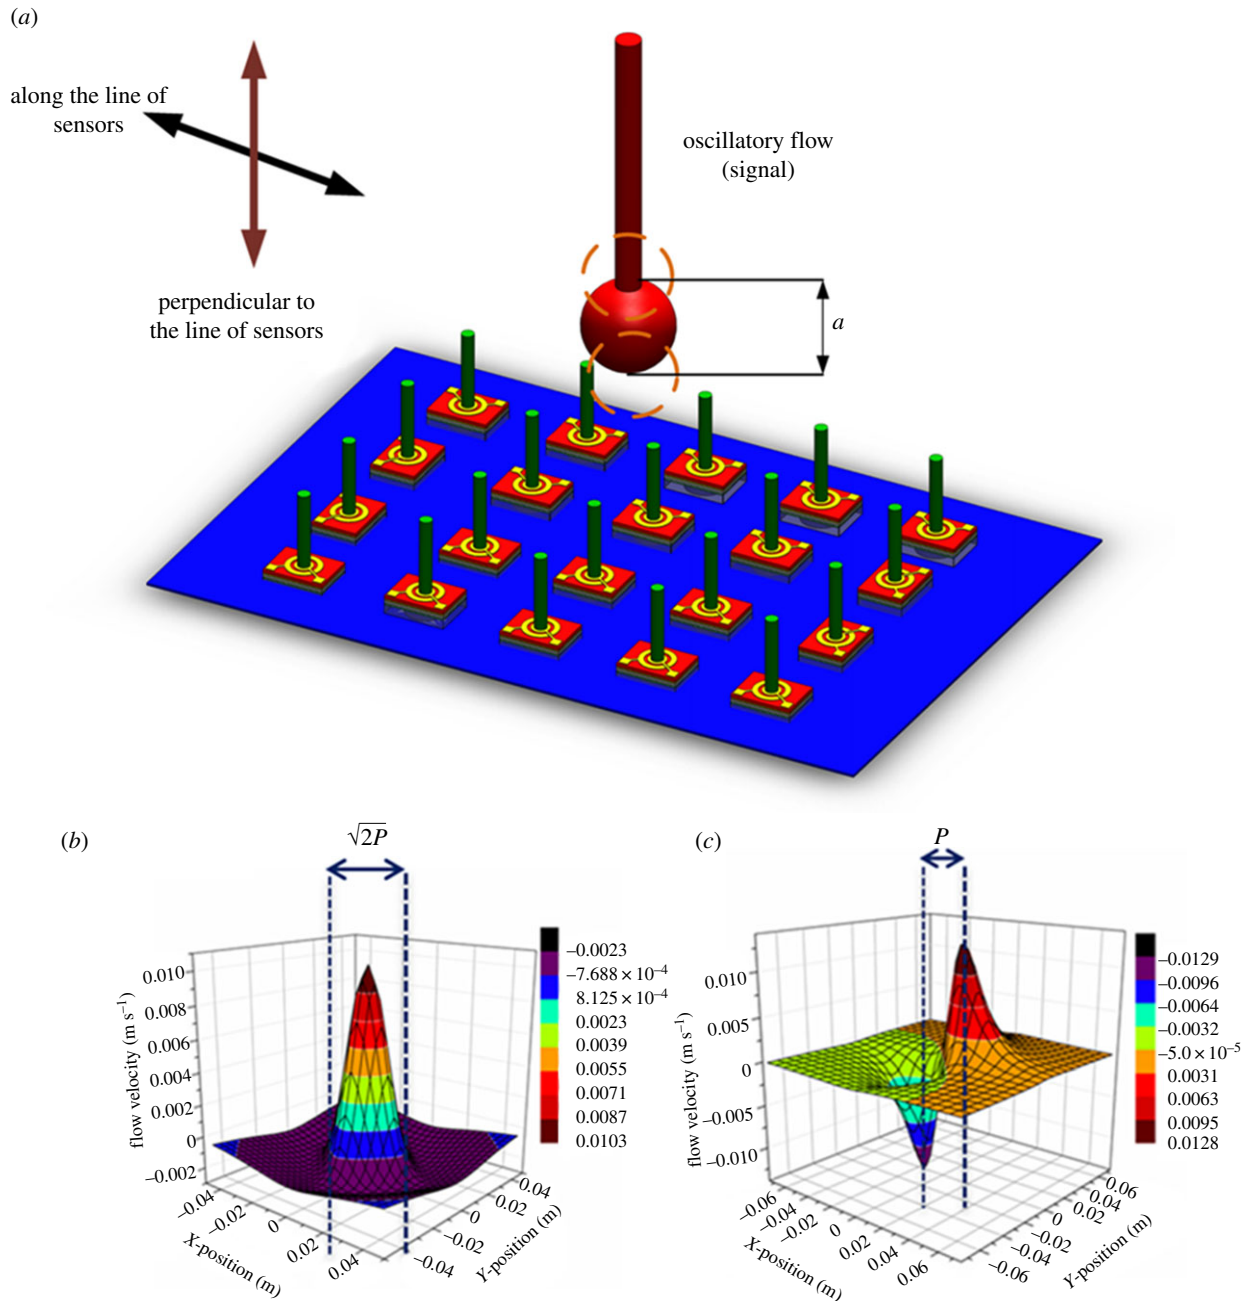 (a)
along the line of
sensors
oscillatory flow
(signal)
a
perpendicular to
the line of sensors
(b)
√2P
flow velocity (m s⁻¹)
0.010
0.008
0.006
0.004
0.002
0
−0.002
−0.04
−0.02
0
0.02
0.04
X-position (m)
0.04
0.02
0
−0.02
−0.04
Y-position (m)
−0.0023
−7.688 × 10⁻⁴
8.125 × 10⁻⁴
0.0023
0.0039
0.0055
0.0071
0.0087
0.0103
(c)
P
flow velocity (m s⁻¹)
0.010
0.005
0
−0.005
−0.010
−0.06
−0.04
−0.02
0
0.02
0.04
0.06
X-position (m)
0.06
0.04
0.02
0
−0.02
−0.04
−0.06
Y-position (m)
−0.0129
−0.0096
−0.0064
−0.0032
−5.0 × 10⁻⁵
0.0031
0.0063
0.0095
0.0128